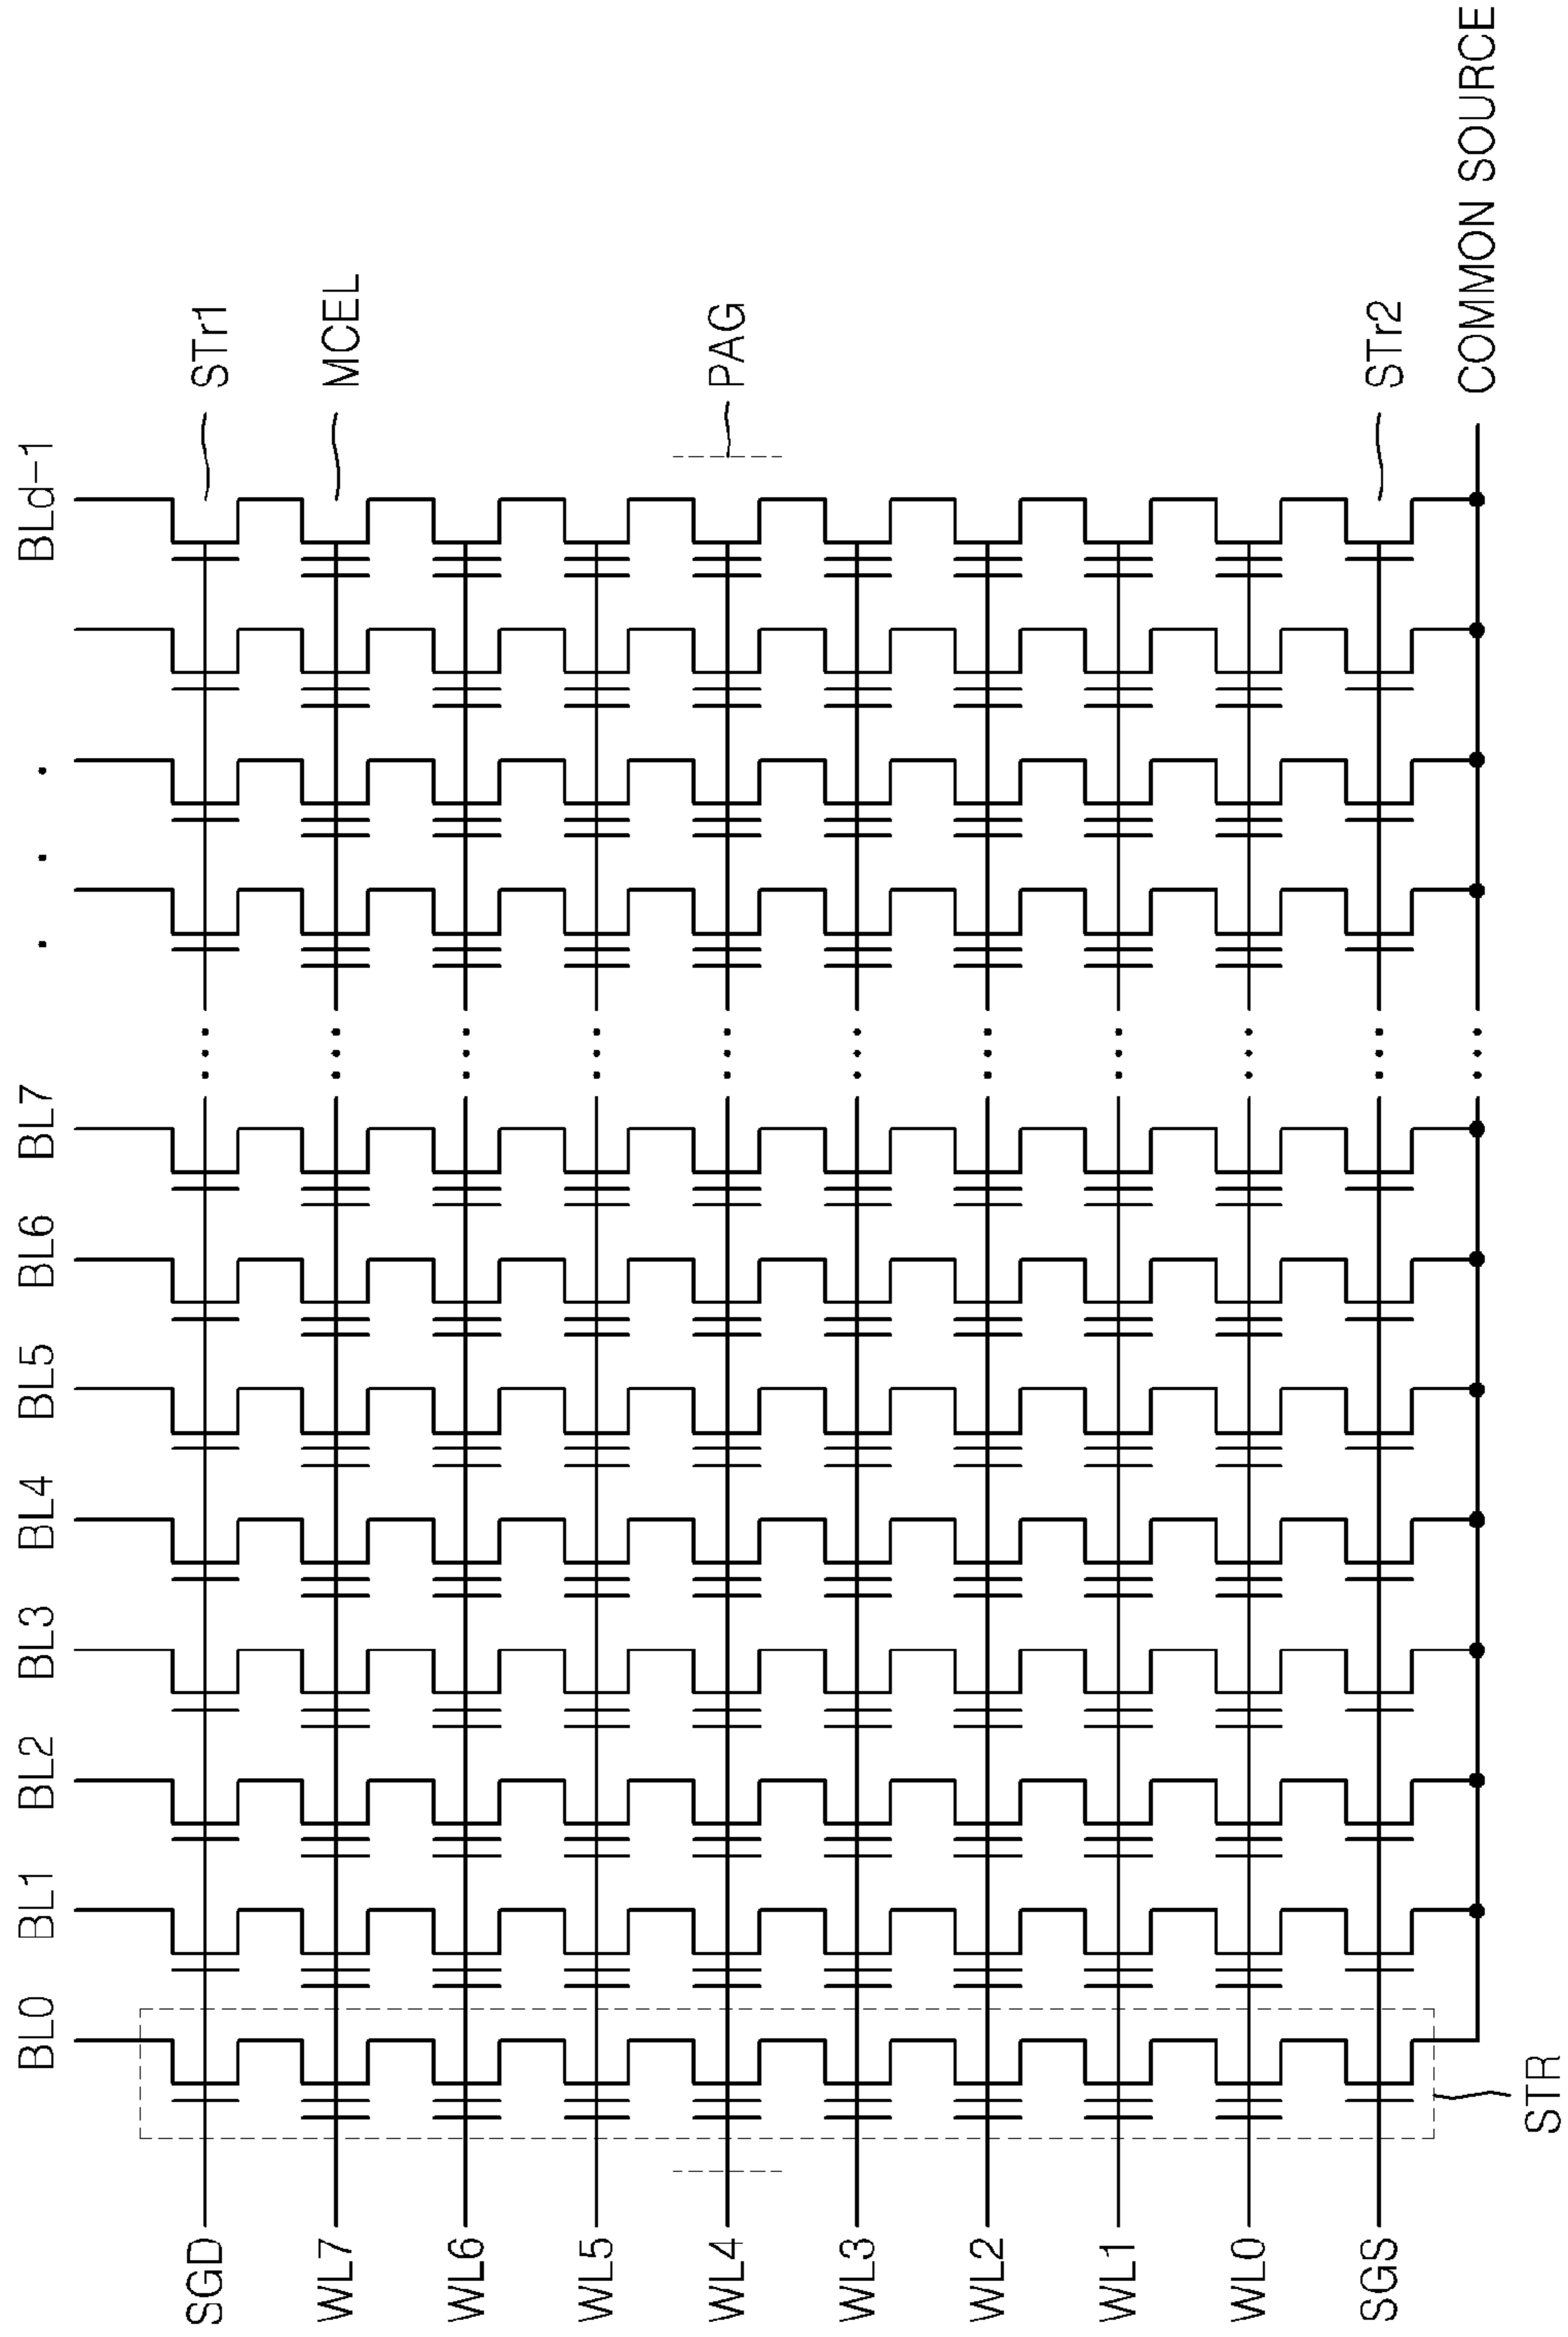 BL0
BL1
BL2
BL3
BL4
BL5
BL6
BL7
. . .
BLd-1
SGD
STr1
WL7
MCEL
WL6
WL5
WL4
PAG
WL3
WL2
WL1
WL0
SGS
STr2
COMMON SOURCE
STR